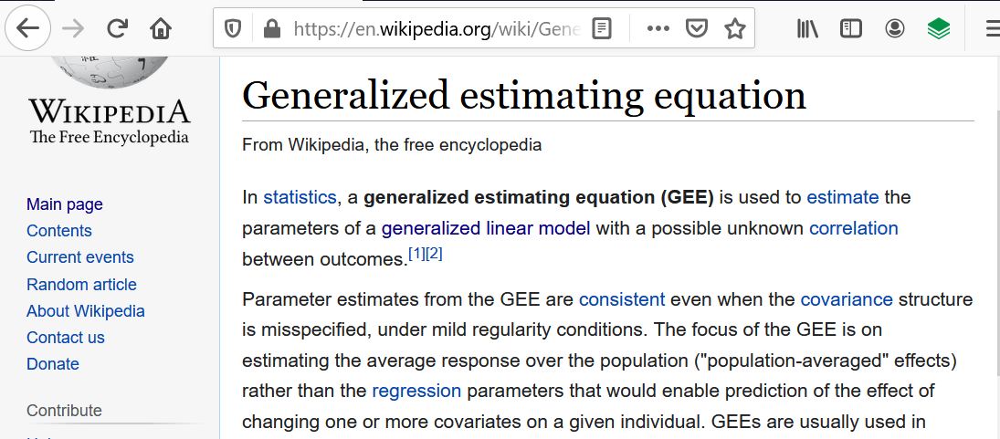 https://en.wikipedia.org/wiki/Gene
WIKIPEDIA
The Free Encyclopedia
Main page
Contents
Current events
Random article
About Wikipedia
Contact us
Donate
Contribute
Generalized estimating equation
From Wikipedia, the free encyclopedia
In statistics, a generalized estimating equation (GEE) is used to estimate the
parameters of a generalized linear model with a possible unknown correlation
between outcomes.[1][2]
Parameter estimates from the GEE are consistent even when the covariance structure
is misspecified, under mild regularity conditions. The focus of the GEE is on
estimating the average response over the population ("population-averaged" effects)
rather than the regression parameters that would enable prediction of the effect of
changing one or more covariates on a given individual. GEEs are usually used in